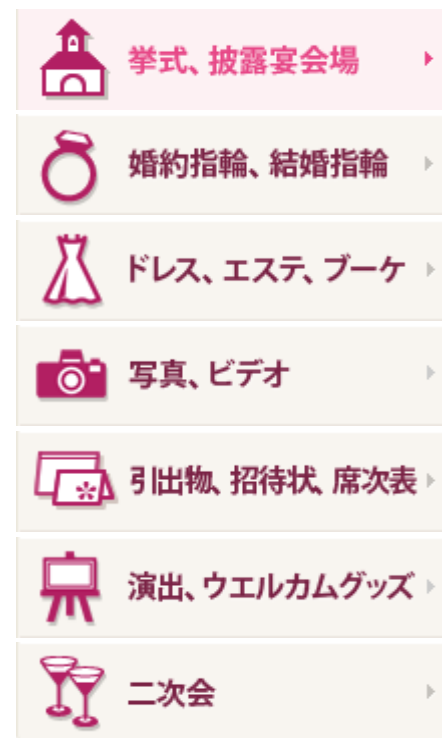 挙式、披露宴会場
婚約指輪、結婚指輪
ドレス、エステ、ブーケ
写真、ビデオ
引出物、招待状、席次表
演出、ウエルカムグッズ
二次会